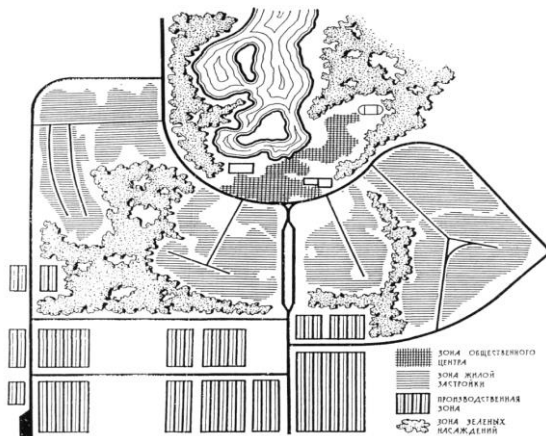 ЗОНА ОБЩЕСТВЕННОГО
ЦЕНТРА
ЗОНА ЖИЛОЙ
ЗАСТРОЙКИ
ПРОИЗВОДСТВЕННАЯ
ЗОНА
ЗОНА ЗЕЛЕНЫХ
НАСАЖДЕНИЙ